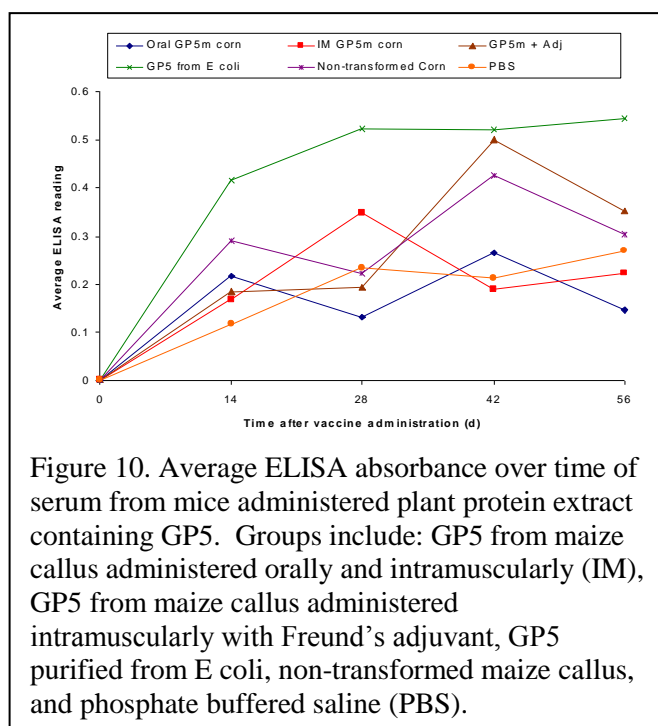 Oral GP5m corn IM GP5m corn GP5m + Adj
GP5 from E coli Non-transformed Corn PBS
0.6
0.5
0.4
0.3
0.2
0.1
0
Average ELISA reading
0 14 28 42 56
Time after vaccine administration (d)
Figure 10. Average ELISA absorbance over time of
serum from mice administered plant protein extract
containing GP5.  Groups include: GP5 from maize
callus administered orally and intramuscularly (IM),
GP5 from maize callus administered
intramuscularly with Freund’s adjuvant, GP5
purified from E coli, non-transformed maize callus,
and phosphate buffered saline (PBS).